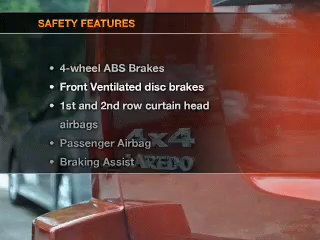 SAFETY FEATURES
• 4-wheel ABS Brakes
• Front Ventilated disc brakes
• 1st and 2nd row curtain head
airbags
• Passenger Airbag
• Braking Assist
4x4
LAREDO